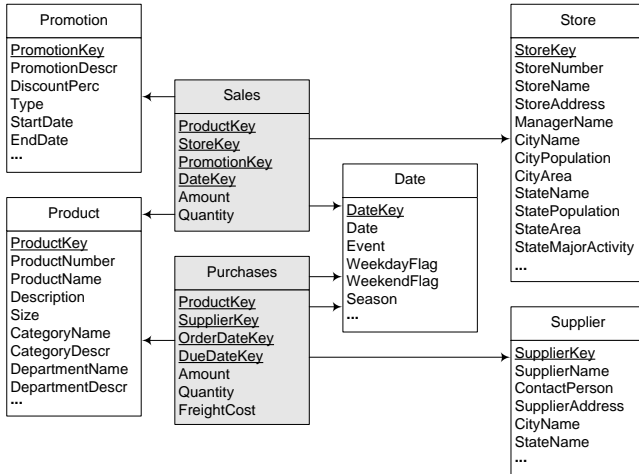 Promotion
PromotionKey
PromotionDescr
DiscountPerc
Type
StartDate
EndDate
...
Sales
ProductKey
StoreKey
PromotionKey
DateKey
Amount
Quantity
Store
StoreKey
StoreNumber
StoreName
StoreAddress
ManagerName
CityName
CityPopulation
CityArea
StateName
StatePopulation
StateArea
StateMajorActivity
...
Product
ProductKey
ProductNumber
ProductName
Description
Size
CategoryName
CategoryDescr
DepartmentName
DepartmentDescr
...
Date
DateKey
Date
Event
WeekdayFlag
WeekendFlag
Season
...
Purchases
ProductKey
SupplierKey
OrderDateKey
DueDateKey
Amount
Quantity
FreightCost
Supplier
SupplierKey
SupplierName
ContactPerson
SupplierAddress
CityName
StateName
...